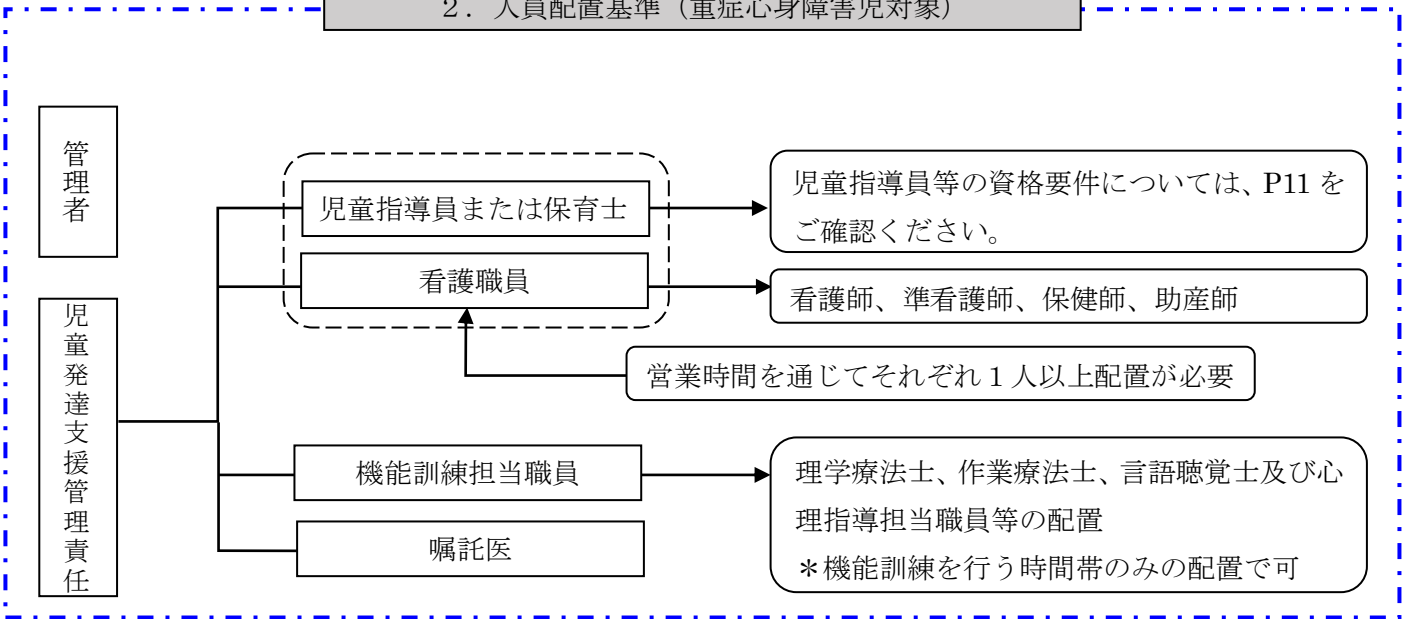 2．人員配置基準（重症心身障害児対象）
管理者
児童発達支援管理責任
児童指導員または保育士
児童指導員等の資格要件については、P11 を
ご確認ください。
看護職員
看護師、准看護師、保健師、助産師
営業時間を通じてそれぞれ 1 人以上配置が必要
機能訓練担当職員
理学療法士、作業療法士、言語聴覚士及び心
理指導担当職員等の配置
＊機能訓練を行う時間帯のみの配置で可
嘱託医